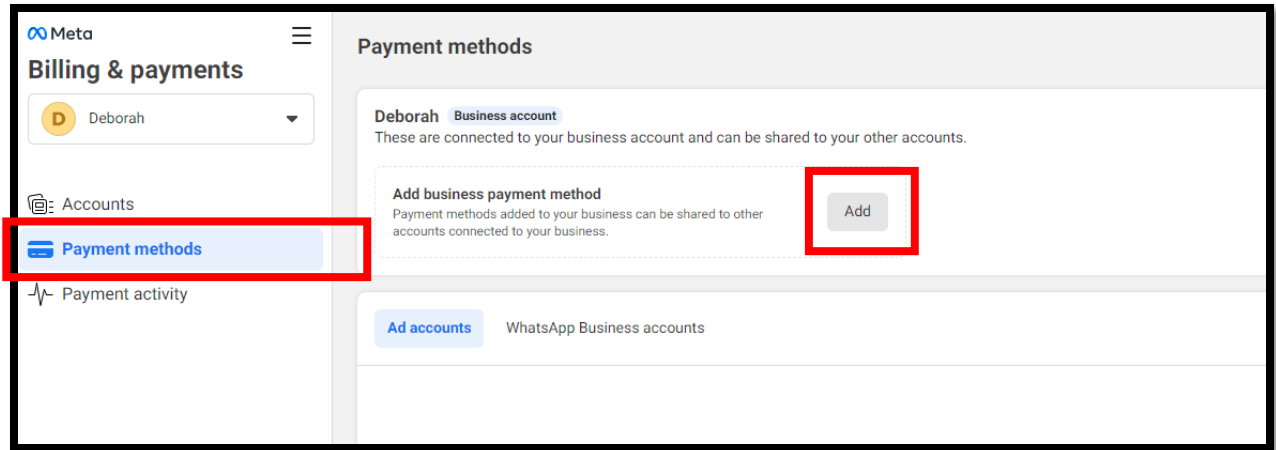 Meta
Billing & payments
D Deborah
Accounts
Payment methods
Payment activity
Payment methods
Deborah Business account
These are connected to your business account and can be shared to your other accounts.
Add business payment method
Payment methods added to your business can be shared to other
accounts connected to your business.
Add
Ad accounts WhatsApp Business accounts